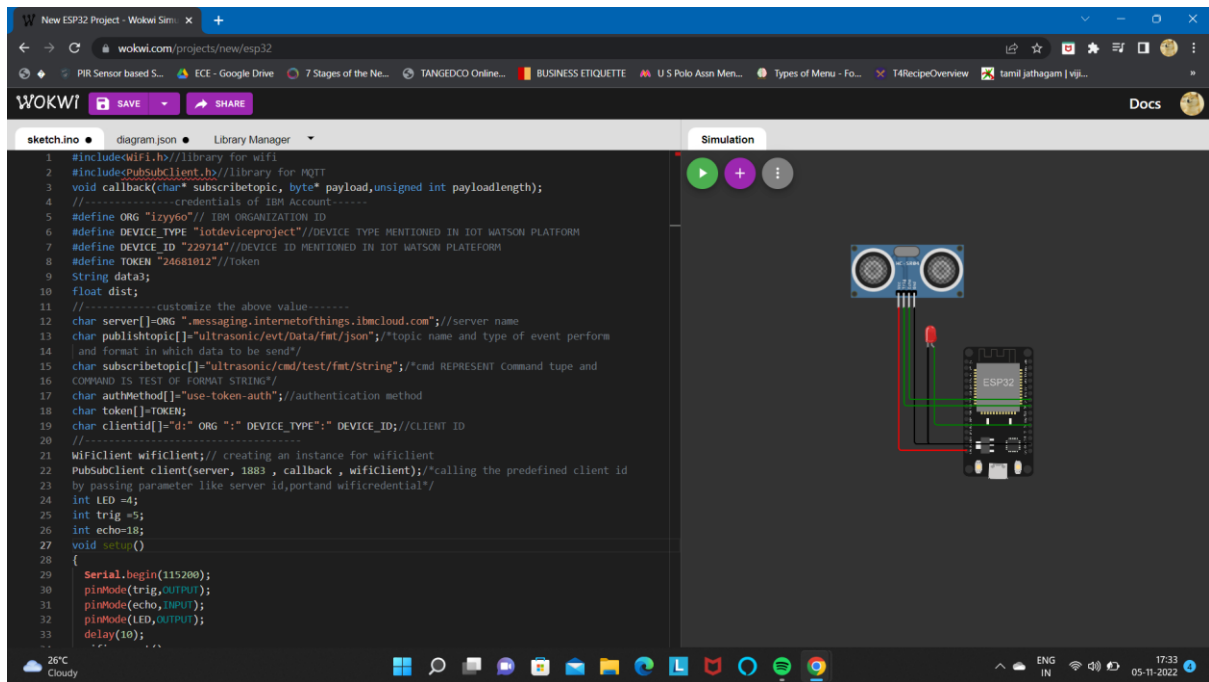 New ESP32 Project - Wokwi Simu
wokwi.com/projects/new/esp32
PIR Sensor based S... ECE - Google Drive 7 Stages of the Ne... TANGEDCO Online... BUSINESS ETIQUETTE U S Polo Assn Men... Types of Menu - Fo... T4RecipeOverview tamil jathagam | viji... »
WOKWI SAVE SHARE Docs
sketch.ino ● diagram.json ● Library Manager Simulation
1 #include<WiFi.h>//library for wifi
2 #include<PubSubClient.h>//library for MQTT
3 void callback(char* subscribetopic, byte* payload,unsigned int payloadlength);
4 //---------------credentials of IBM Account------
5 #define ORG "izyy6o"// IBM ORGANIZATION ID
6 #define DEVICE_TYPE "iotdeviceproject"//DEVICE TYPE MENTIONED IN IOT WATSON PLATFORM
7 #define DEVICE_ID "229714"//DEVICE ID MENTIONED IN IOT WATSON PLATEFORM
8 #define TOKEN "24681012"//Token
9 String data3;
10 float dist;
11 //------------customize the above value-------
12 char server[]=ORG ".messaging.internetofthings.ibmcloud.com";//server name
13 char publishtopic[]="ultrasonic/evt/Data/fmt/json";/*topic name and type of event perform
14 and format in which data to be send*/
15 char subscribetopic[]="ultrasonic/cmd/test/fmt/String";/*cmd REPRESENT Command tupe and
16 COMMAND IS TEST OF FORMAT STRING*/
17 char authMethod[]="use-token-auth";//authentication method
18 char token[]=TOKEN;
19 char clientid[]="d:" ORG ":" DEVICE_TYPE":" DEVICE_ID;//CLIENT ID
20 //-----------------------------------
21 WiFiClient wifiClient;// creating an instance for wificlient
22 PubSubClient client(server, 1883 , callback , wifiClient);/*calling the predefined client id
23 by passing parameter like server id,portand wificredential*/
24 int LED =4;
25 int trig =5;
26 int echo=18;
27 void setup()
28 {
29 Serial.begin(115200);
30 pinMode(trig,OUTPUT);
31 pinMode(echo,INPUT);
32 pinMode(LED,OUTPUT);
33 delay(10);
HC-SR04
ESP32
26°C
Cloudy
ENG
IN
17:33
05-11-2022
4